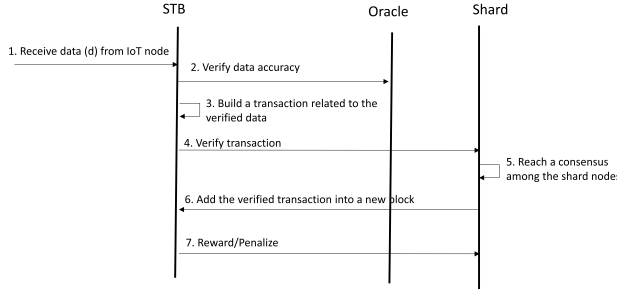 STB
Oracle
Shard
1. Receive data (d) from IoT node
2. Verify data accuracy
3. Build a transaction related to the
verified data
4. Verify transaction
5. Reach a consensus
among the shard nodes
6. Add the verified transaction into a new block
7. Reward/Penalize